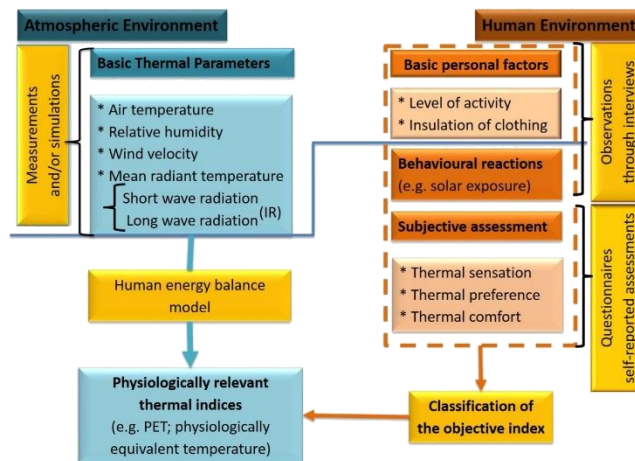 Atmospheric Environment
Measurements
and/or simulations
Basic Thermal Parameters
* Air temperature
* Relative humidity
* Wind velocity
* Mean radiant temperature
Short wave radiation
Long wave radiation (IR)
Human energy balance
model
Physiologically relevant
thermal indices
(e.g. PET; physiologically
equivalent temperature)
Human Environment
Basic personal factors
* Level of activity
* Insulation of clothing
Behavioural reactions
(e.g. solar exposure)
Observations
through interviews
Subjective assessment
* Thermal sensation
* Thermal preference
* Thermal comfort
Questionnaires
self-reported assessments
Classification of
the objective index